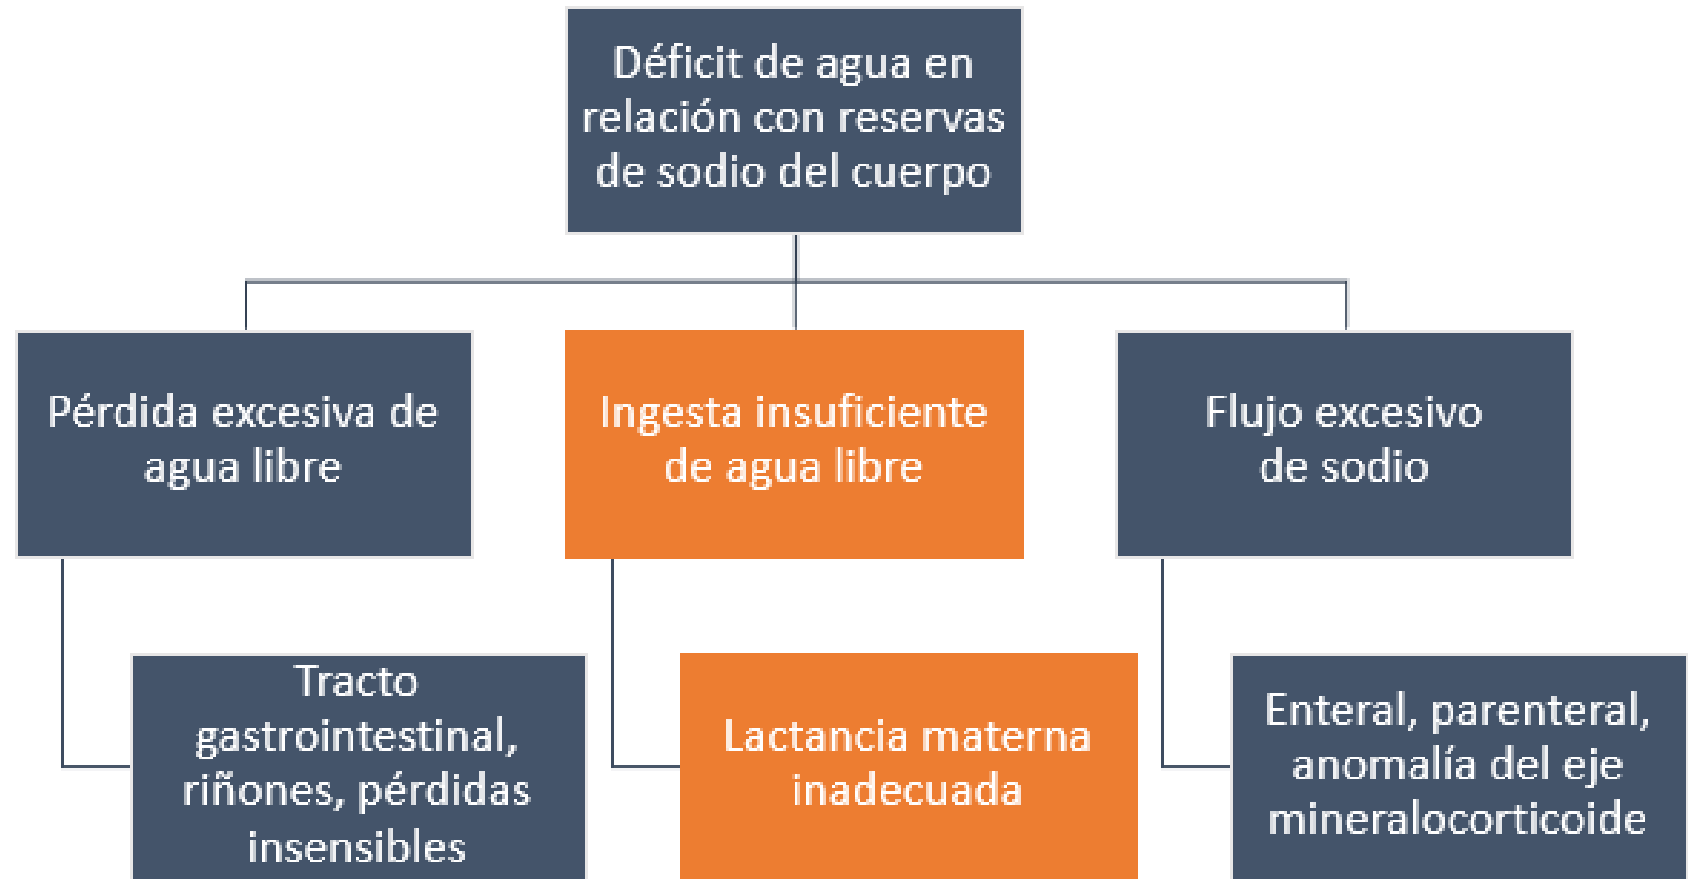 Déficit de agua en
relación con reservas
de sodio del cuerpo
Pérdida excesiva de
agua libre
Ingesta insuficiente
de agua libre
Flujo excesivo
de sodio
Tracto
gastrointestinal,
riñones, pérdidas
insensibles
Lactancia materna
inadecuada
Enteral, parenteral,
anomalía del eje
mineralocorticoide